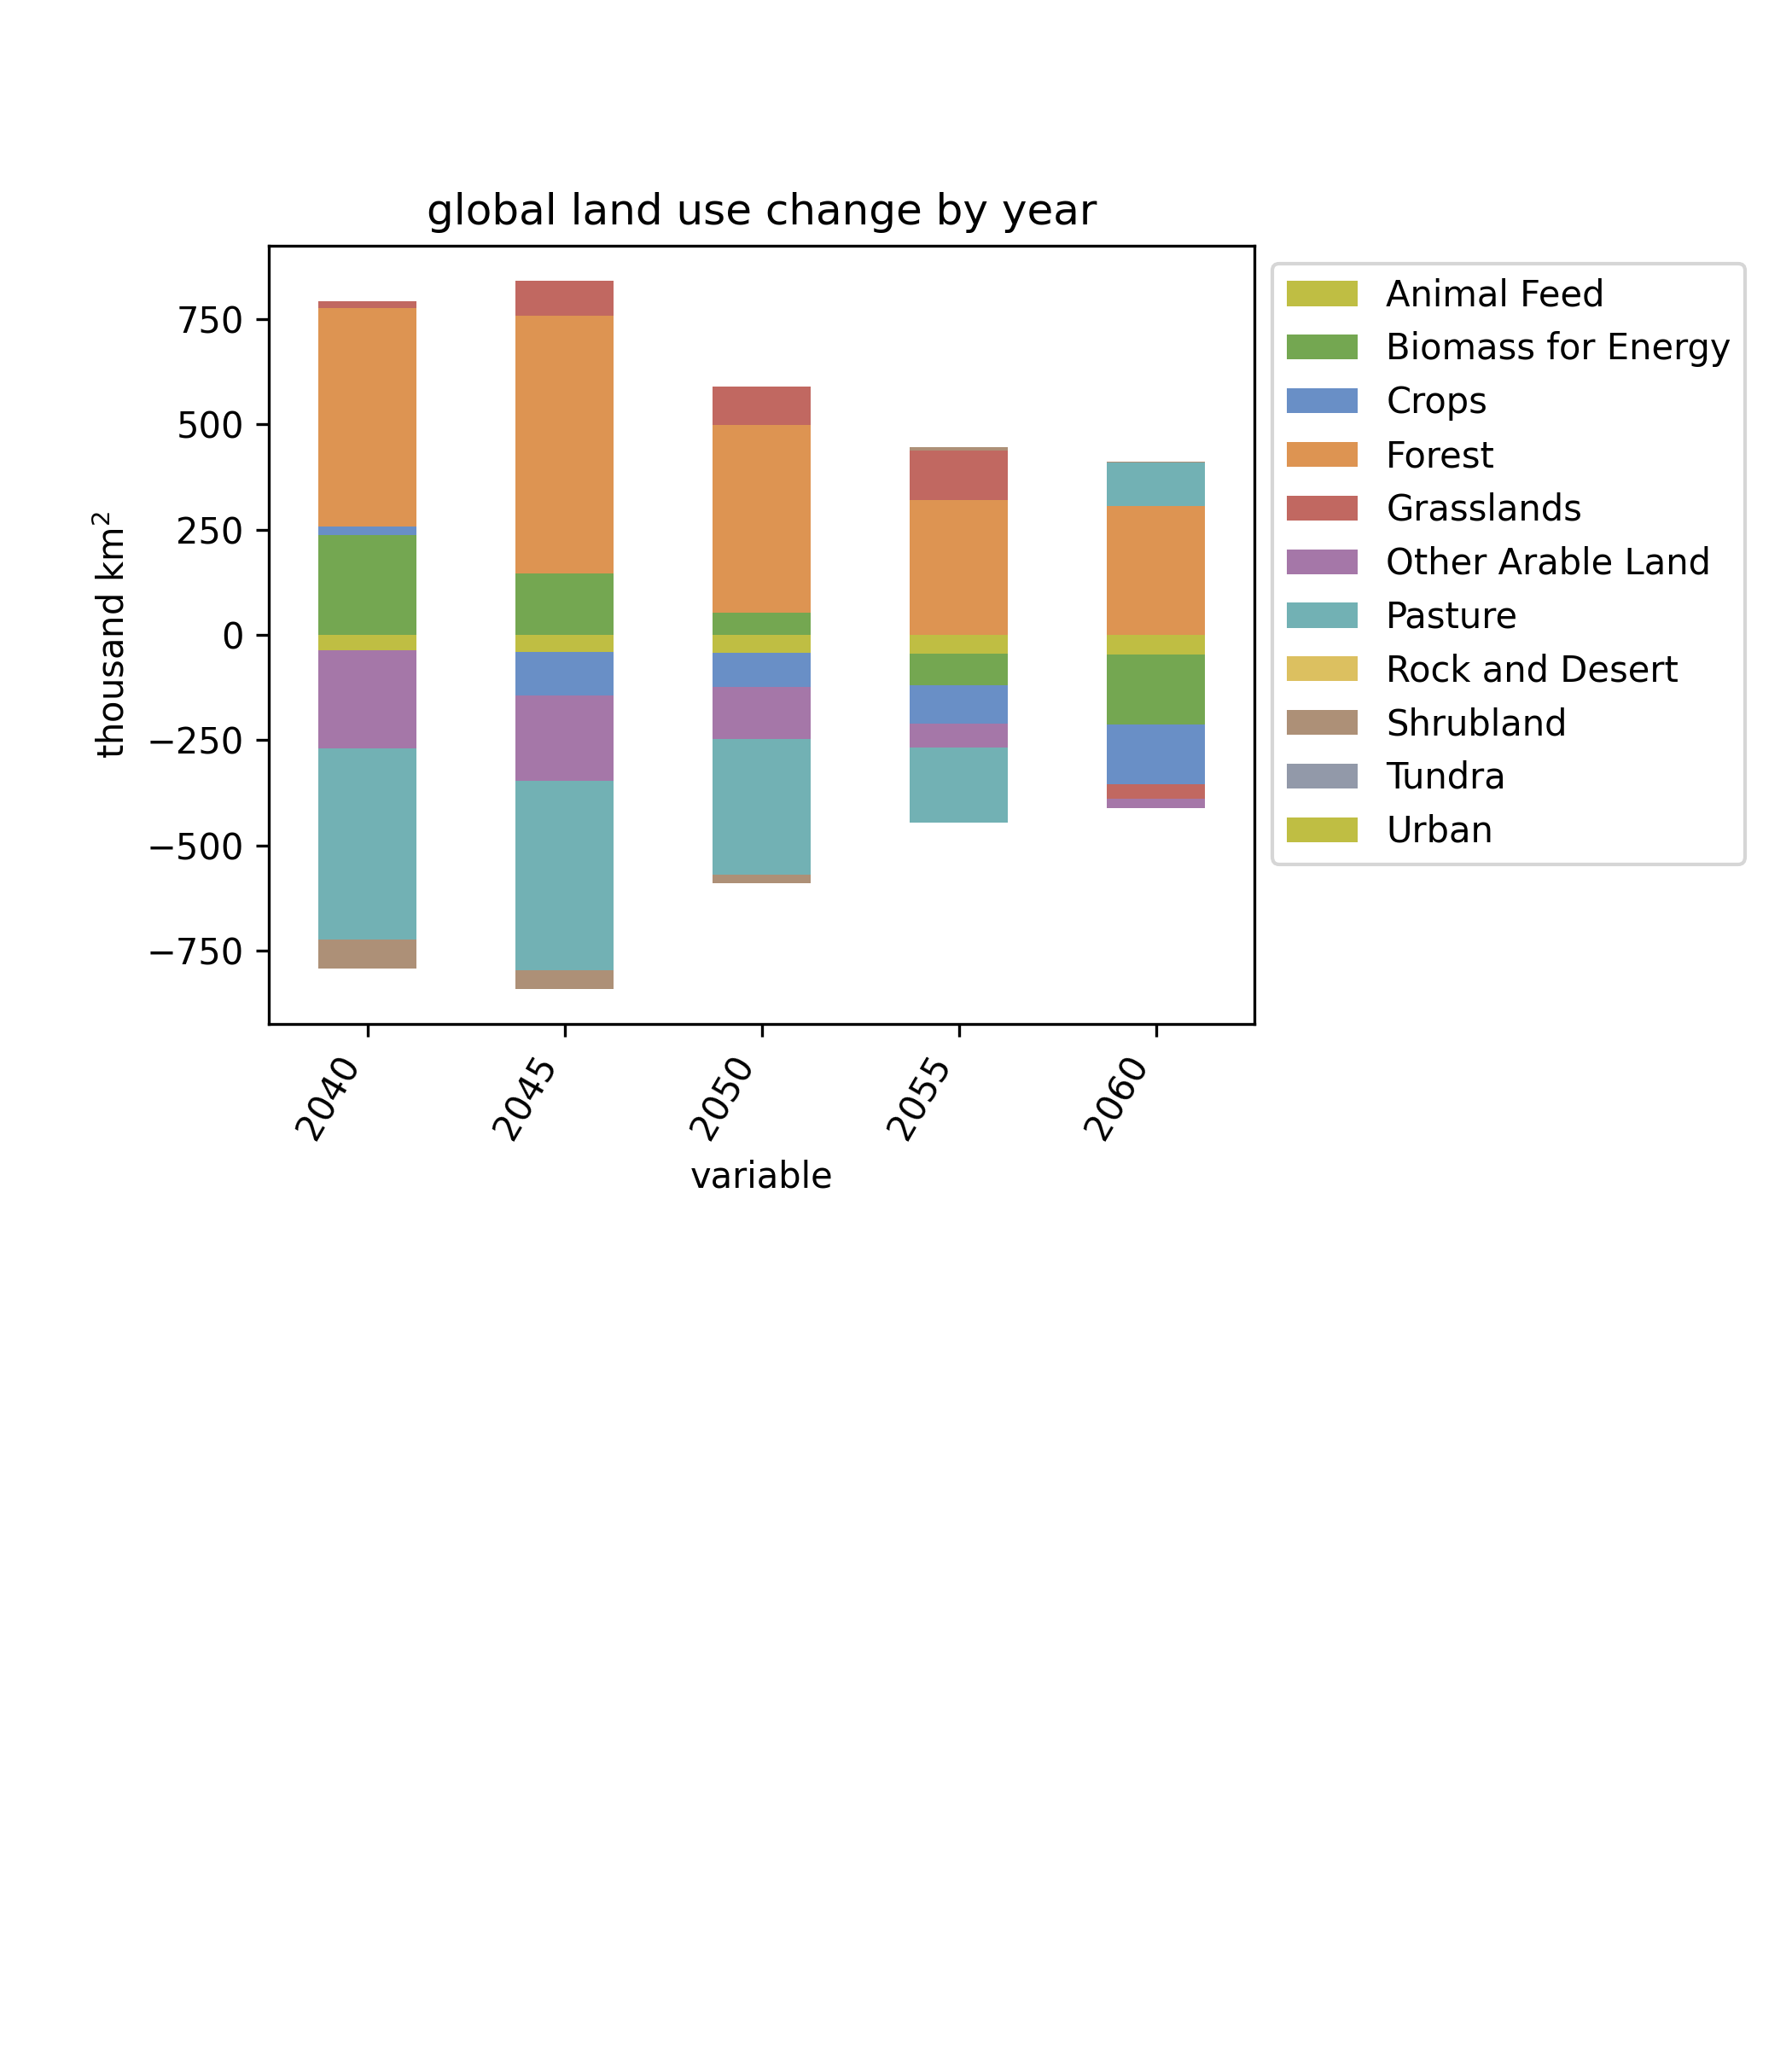 global land use change by year
thousand km²
750
500
250
0
−250
−500
−750
2040
2045
2050
2055
2060
variable
Animal Feed
Biomass for Energy
Crops
Forest
Grasslands
Other Arable Land
Pasture
Rock and Desert
Shrubland
Tundra
Urban